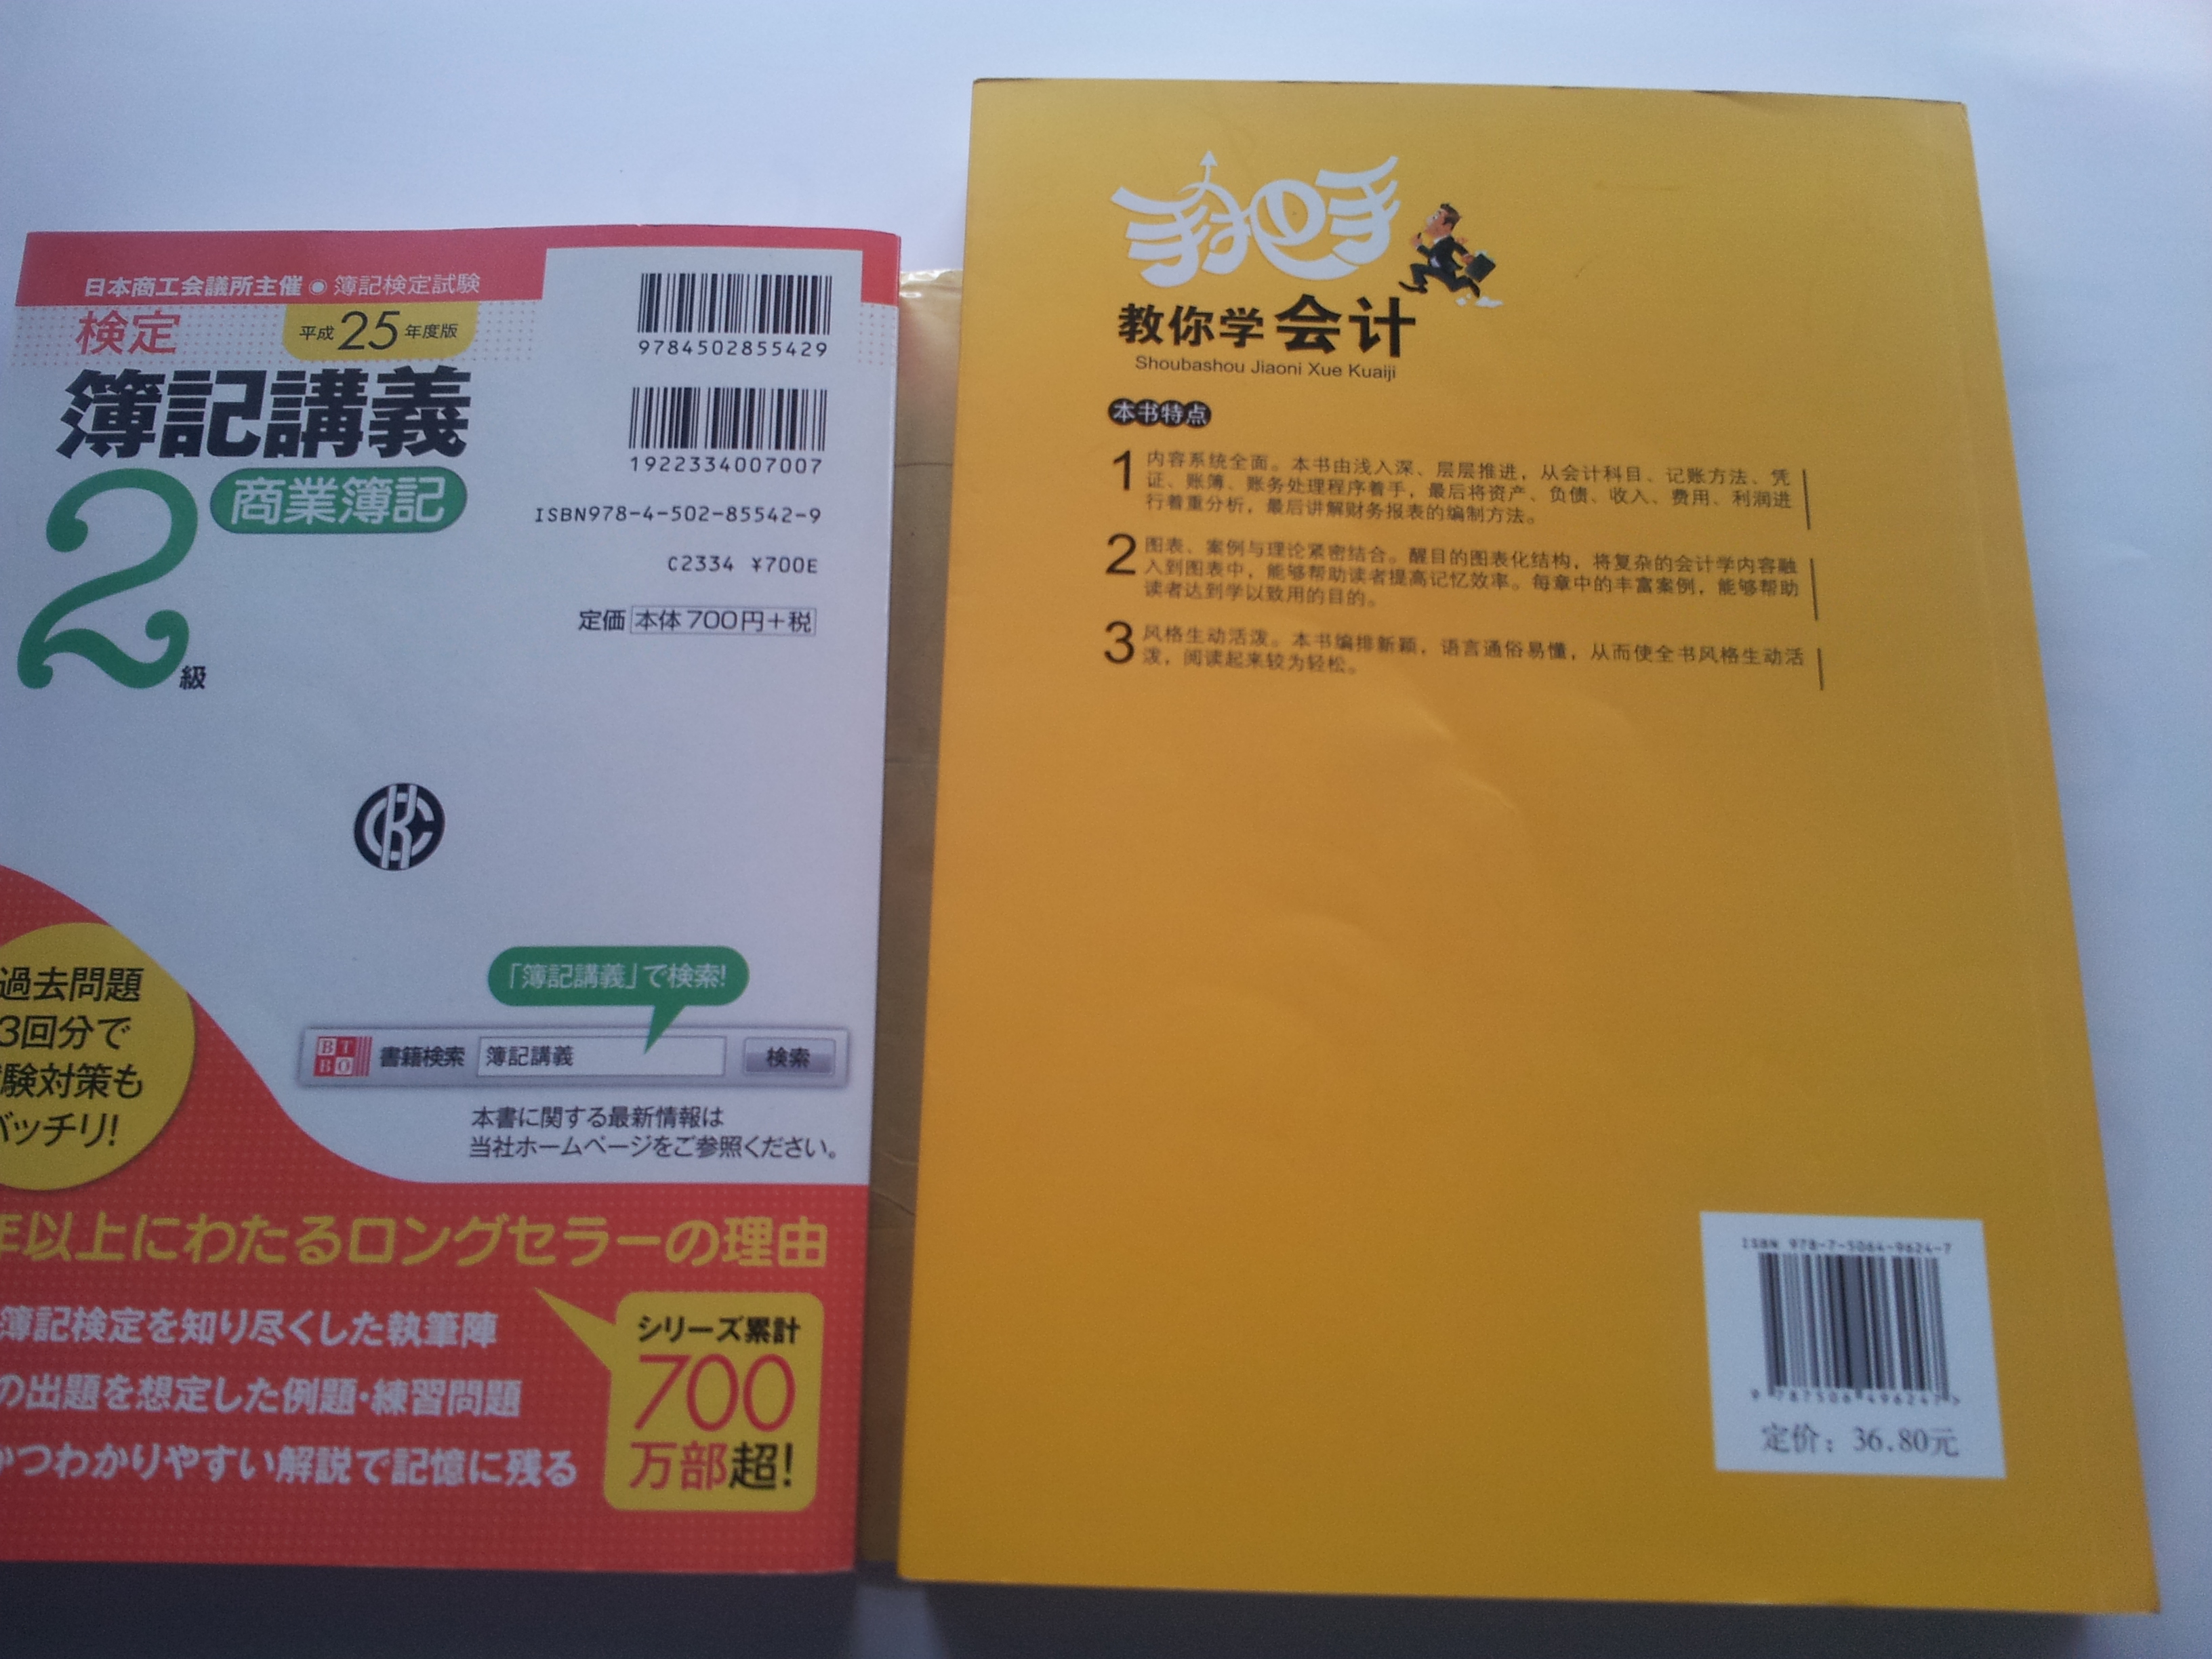 日本商工会議所主催 ◉ 簿記検定試験
検定
平成25年度版
簿記講義
2級
商業簿記
9784502855429
1922334007007
ISBN978-4-502-85542-9
C2334 ¥700E
定価 本体700円+税
過去問題
3回分で
験対策も
バッチリ!
「簿記講義」で検索!
BTBO 書籍検索 簿記講義 検索
本書に関する最新情報は
当社ホームページをご参照ください。
年以上にわたるロングセラーの理由
簿記検定を知り尽くした執筆陣
の出題を想定した例題・練習問題
かつわかりやすい解説で記憶に残る
シリーズ累計
700
万部超!
手把手
教你学会计
Shoubashou Jiaoni Xue Kuaiji
本书特点
1 内容系统全面。本书由浅入深、层层推进，从会计科目、记账方法、凭
证、账簿、账务处理程序着手，最后将资产、负债、收入、费用、利润进
行着重分析，最后讲解财务报表的编制方法。
2 图表、案例与理论紧密结合。醒目的图表化结构，将复杂的会计学内容融
入到图表中，能够帮助读者提高记忆效率。每章中的丰富案例，能够帮助
读者达到学以致用的目的。
3 风格生动活泼。本书编排新颖，语言通俗易懂，从而使全书风格生动活
泼，阅读起来较为轻松。
ISBN 978-7-5064-9624-7
9 787506 496247 >
定价：36.80元